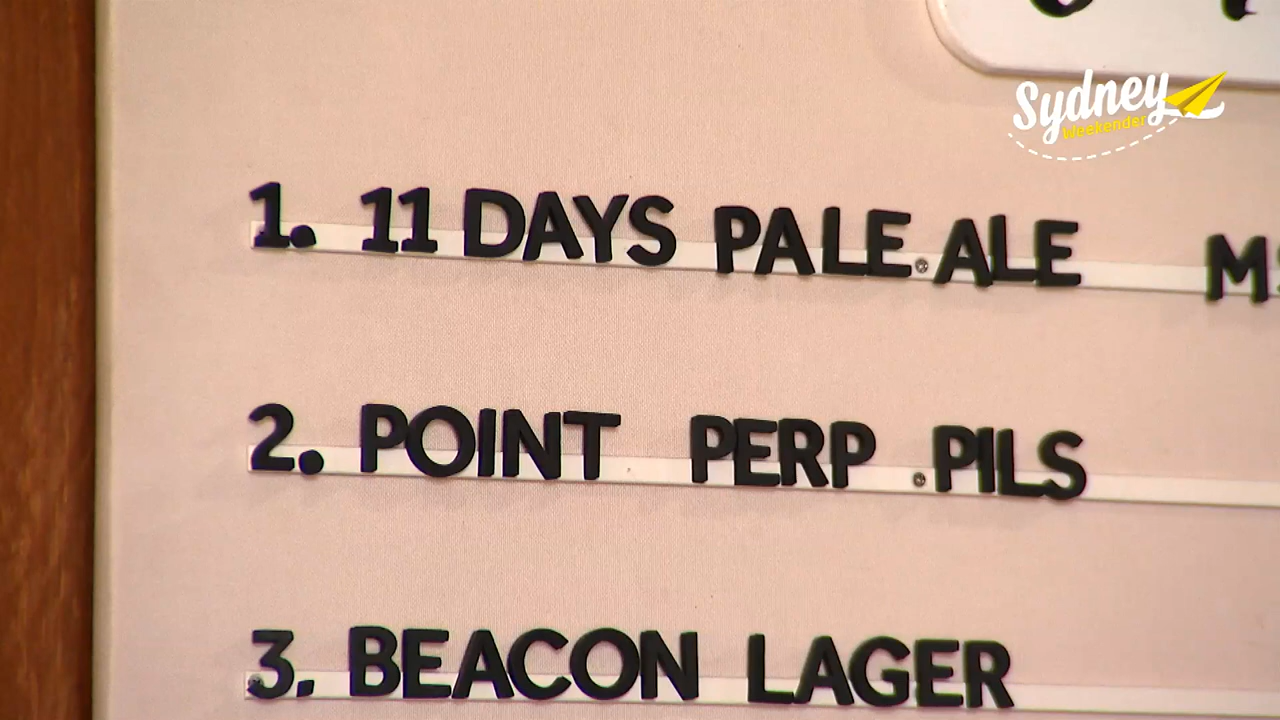 Sydney
Weekender
1. 11 DAYS PALE ALE
2. POINT PERP PILS
3. BEACON LAGER